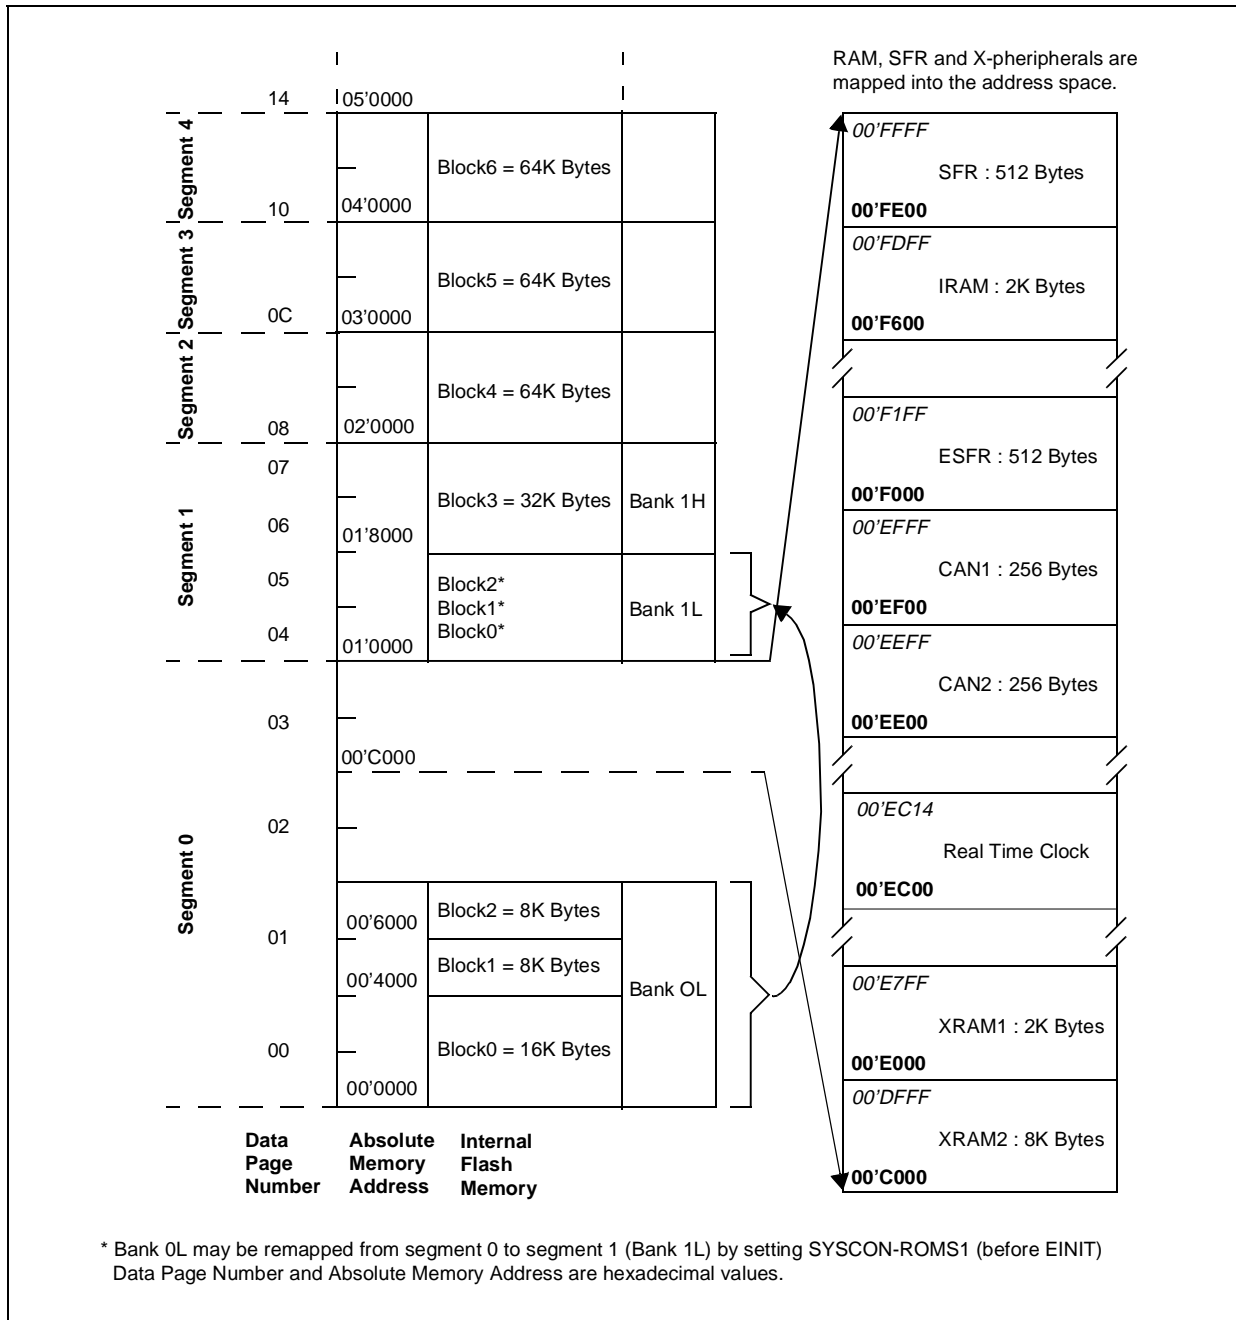 RAM, SFR and X-pheripherals are
mapped into the address space.
14 05'0000
Segment 4
Block6 = 64K Bytes
10 04'0000
Segment 3
Block5 = 64K Bytes
0C 03'0000
Segment 2
Block4 = 64K Bytes
08 02'0000
Segment 1
07
Block3 = 32K Bytes Bank 1H
06 01'8000
05 Block2*
Block1* Bank 1L
04 Block0*
01'0000
Segment 0
03
00'C000
02
Block2 = 8K Bytes
00'6000
01
Block1 = 8K Bytes
00'4000
Bank OL
00 Block0 = 16K Bytes
00'0000
00'FFFF
SFR : 512 Bytes
00'FE00
00'FDFF
IRAM : 2K Bytes
00'F600
00'F1FF
ESFR : 512 Bytes
00'F000
00'EFFF
CAN1 : 256 Bytes
00'EF00
00'EEFF
CAN2 : 256 Bytes
00'EE00
00'EC14
Real Time Clock
00'EC00
00'E7FF
XRAM1 : 2K Bytes
00'E000
00'DFFF
XRAM2 : 8K Bytes
00'C000
Data Absolute Internal
Page Memory Flash
Number Address Memory
* Bank 0L may be remapped from segment 0 to segment 1 (Bank 1L) by setting SYSCON-ROMS1 (before EINIT)
Data Page Number and Absolute Memory Address are hexadecimal values.